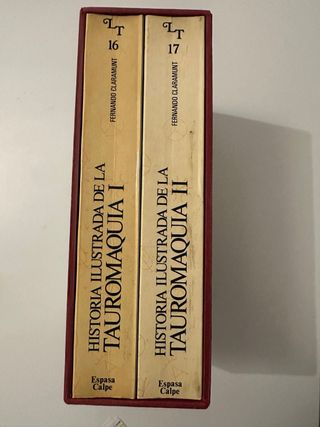 LT
16
FERNANDO CLARAMUNT
HISTORIA ILUSTRADA DE LA
TAUROMAQUIA I
Espasa
Calpe
LT
17
FERNANDO CLARAMUNT
HISTORIA ILUSTRADA DE LA
TAUROMAQUIA II
Espasa
Calpe